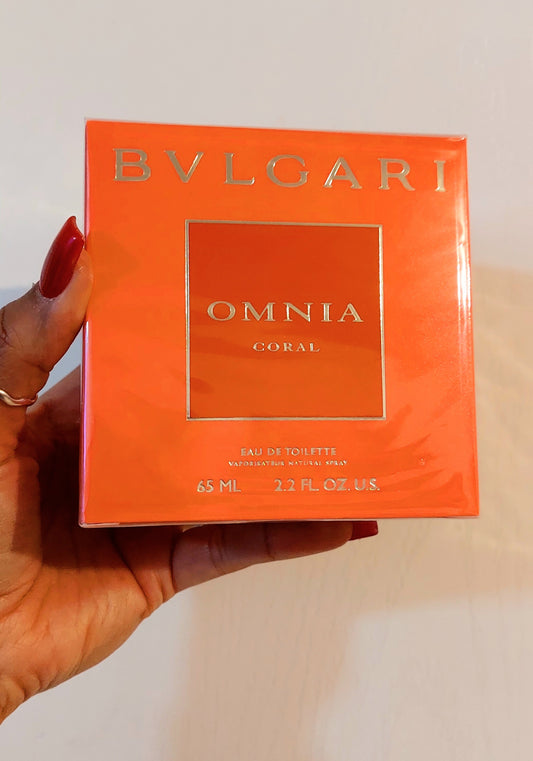 BVLGARI
OMNIA
CORAL
EAU DE TOILETTE
VAPORISATEUR NATURAL SPRAY
65 ML 2.2 FL. OZ. U.S.